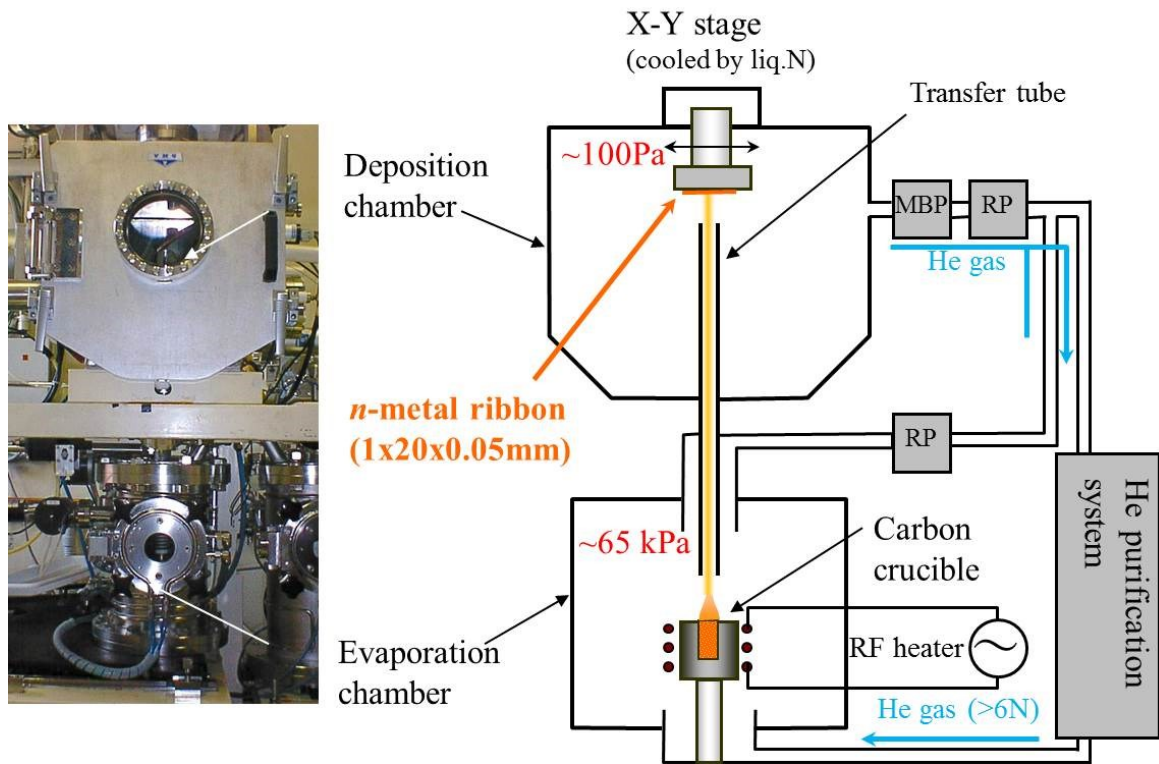 X-Y stage
(cooled by liq.N)
Transfer tube
~100Pa
Deposition
chamber
MBP
RP
He gas
n-metal ribbon
(1x20x0.05mm)
RP
~65 kPa
Carbon
crucible
He purification
system
RF heater
Evaporation
chamber
He gas (>6N)